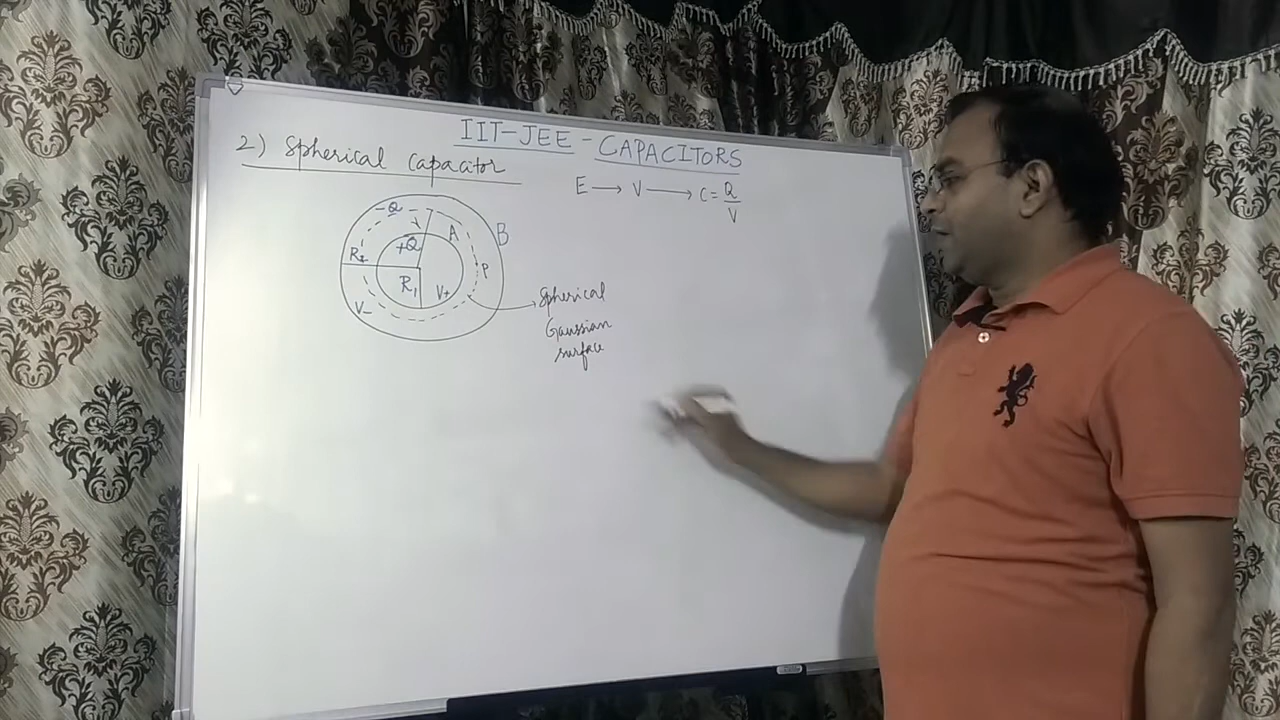 IIT-JEE - CAPACITORS
2) Spherical capacitor
E → V → C = Q
V
-Q
r
A
B
+Q
R₂
P
R₁
V+
V-
Spherical
Gaussian
surface